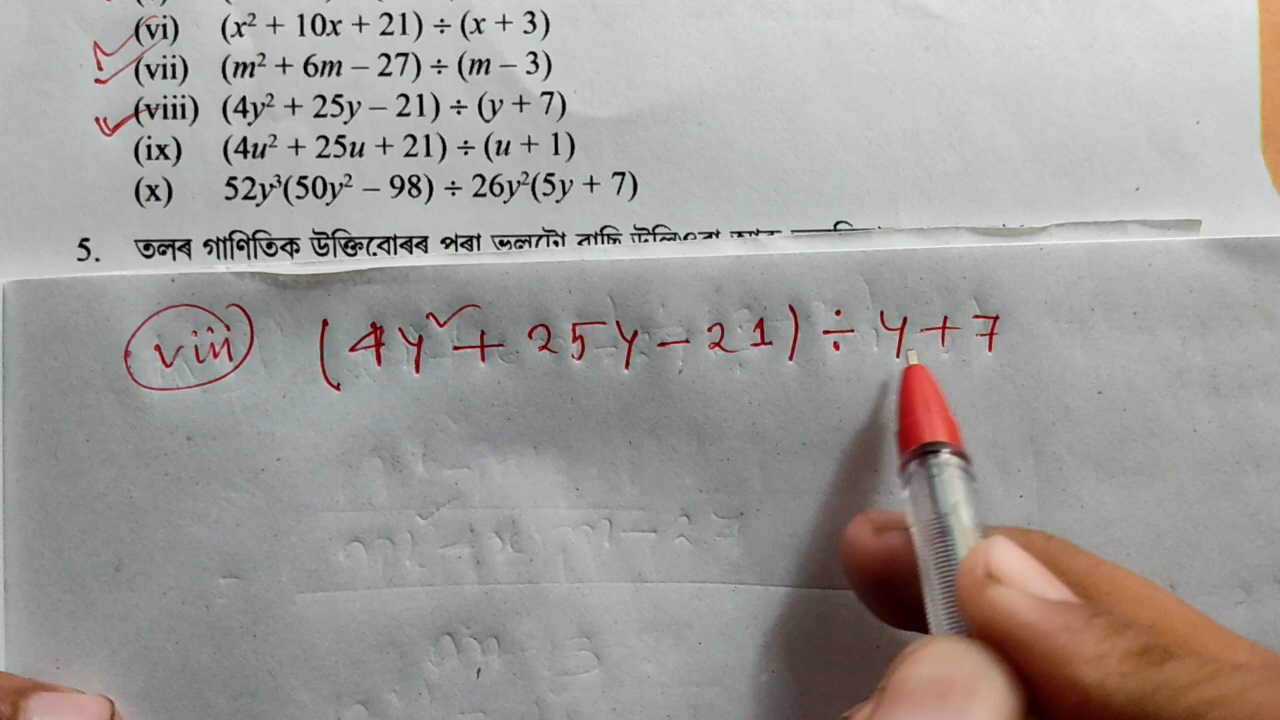 (vi) (x² + 10x + 21) ÷ (x + 3)
(vii) (m² + 6m – 27) ÷ (m – 3)
(viii) (4y² + 25y – 21) ÷ (y + 7)
(ix) (4u² + 25u + 21) ÷ (u + 1)
(x) 52y³(50y² – 98) ÷ 26y²(5y + 7)
5. তলৰ গাণিতিক উক্তিবোৰৰ পৰা
viii) (4y² + 25y – 21) ÷ y + 7